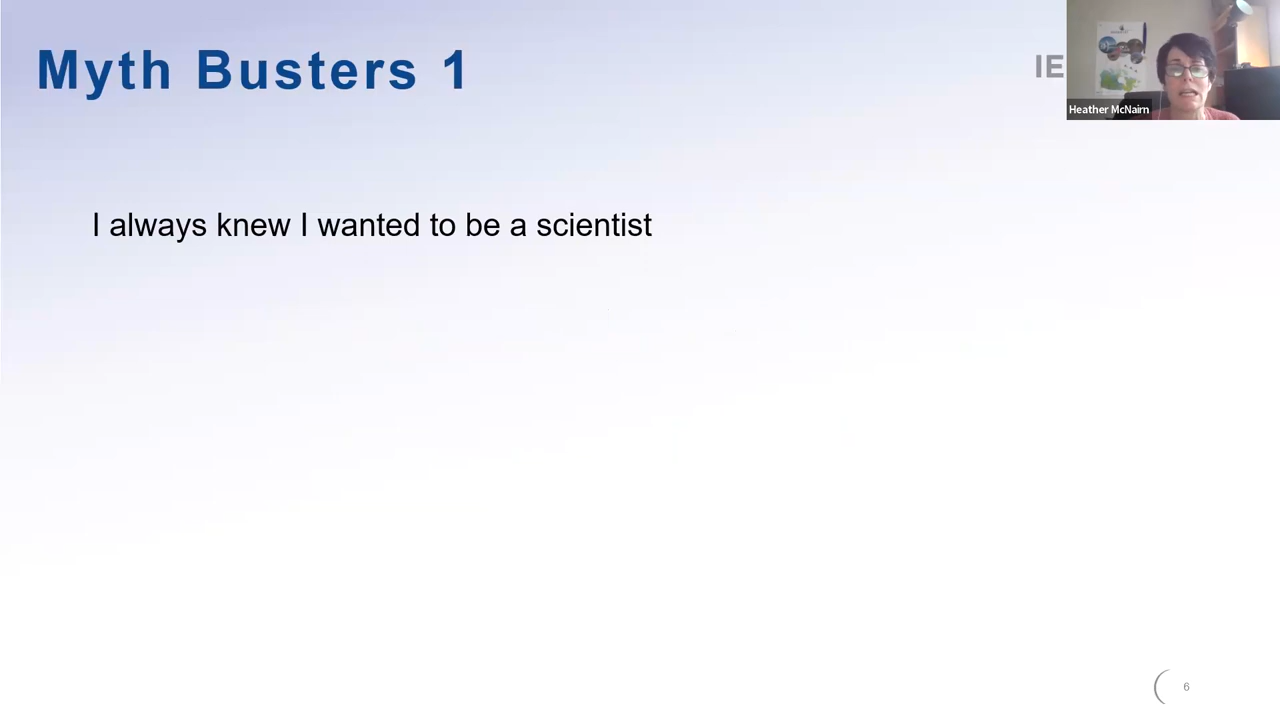 Myth Busters 1
IE
Heather McNairn
I always knew I wanted to be a scientist
6